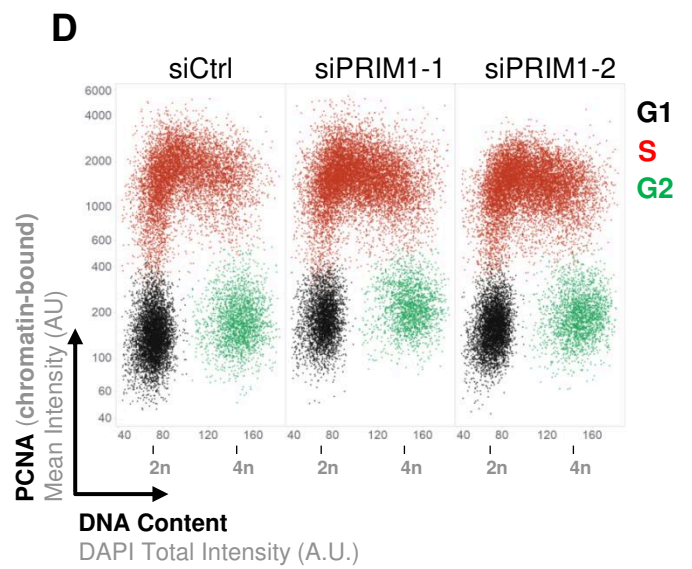 D
siCtrl siPRIM1-1 siPRIM1-2
6000
4000
2000
1000
600
400
200
100
60
40
G1
S
G2
PCNA (chromatin-bound)
Mean Intensity (AU)
40 80 120 160 40 80 120 160 40 80 120 160
2n 4n 2n 4n 2n 4n
DNA Content
DAPI Total Intensity (A.U.)